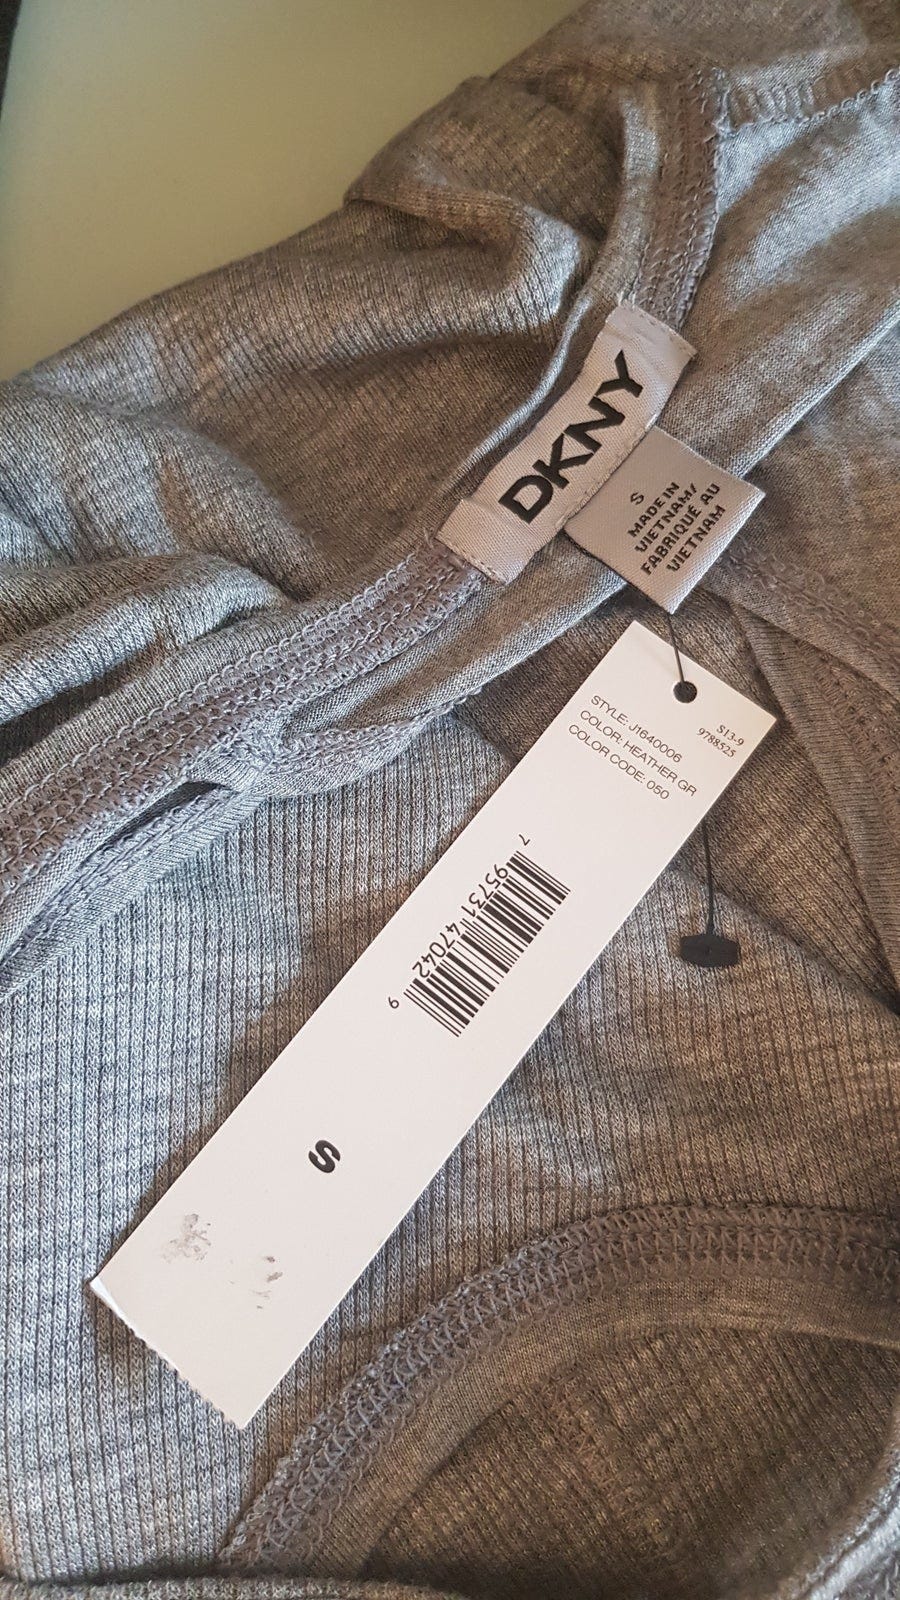 DKNY
S
MADE IN
VIETNAM/
FABRIQUÉ AU
VIETNAM
S13-9
9788525
STYLE: J1640006
COLOR: HEATHER GR
COLOR CODE: 050
7 95731 47042 9
S